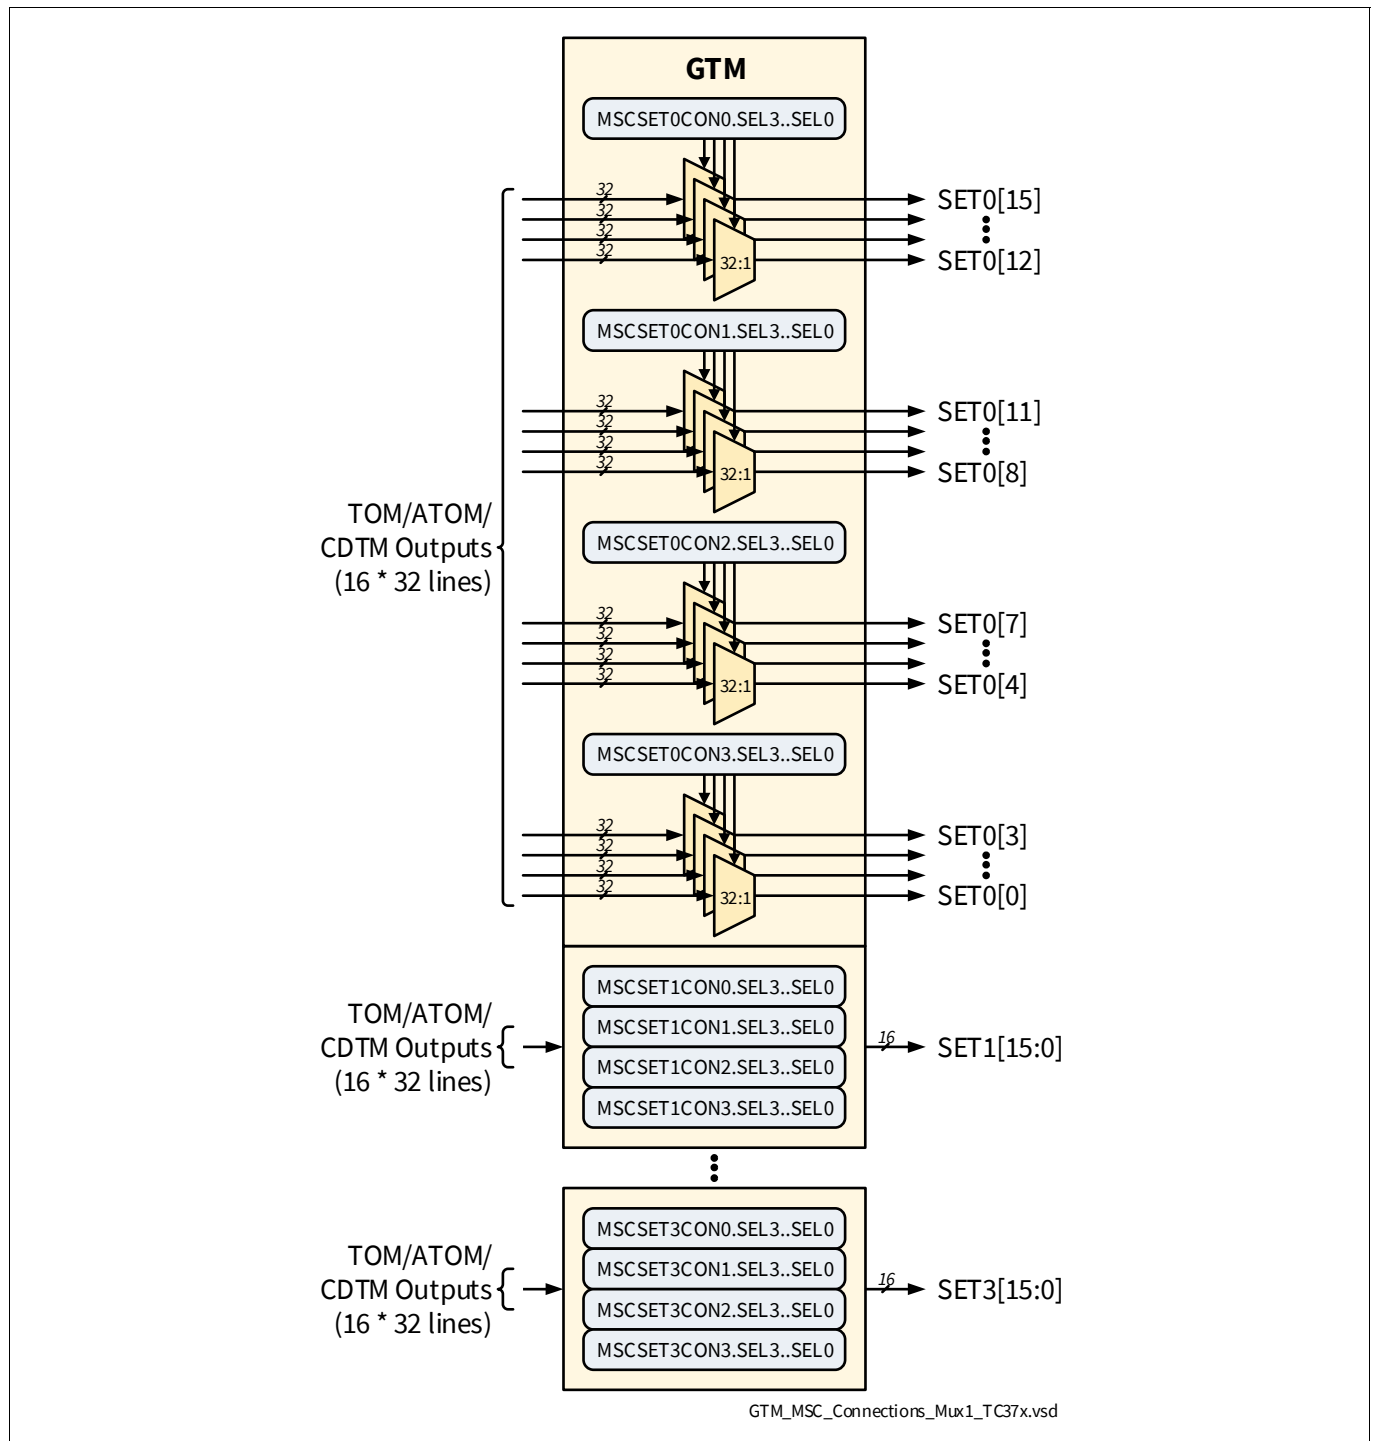 GTM
MSCSET0CON0.SEL3..SEL0
32
32
32
32
32:1
SET0[15]
SET0[12]
MSCSET0CON1.SEL3..SEL0
32
32
32
32
32:1
SET0[11]
SET0[8]
TOM/ATOM/
CDTM Outputs
(16 * 32 lines)
MSCSET0CON2.SEL3..SEL0
32
32
32
32
32:1
SET0[7]
SET0[4]
MSCSET0CON3.SEL3..SEL0
32
32
32
32
32:1
SET0[3]
SET0[0]
TOM/ATOM/
CDTM Outputs
(16 * 32 lines)
MSCSET1CON0.SEL3..SEL0
MSCSET1CON1.SEL3..SEL0
MSCSET1CON2.SEL3..SEL0
MSCSET1CON3.SEL3..SEL0
16
SET1[15:0]
TOM/ATOM/
CDTM Outputs
(16 * 32 lines)
MSCSET3CON0.SEL3..SEL0
MSCSET3CON1.SEL3..SEL0
MSCSET3CON2.SEL3..SEL0
MSCSET3CON3.SEL3..SEL0
16
SET3[15:0]
GTM_MSC_Connections_Mux1_TC37x.vsd